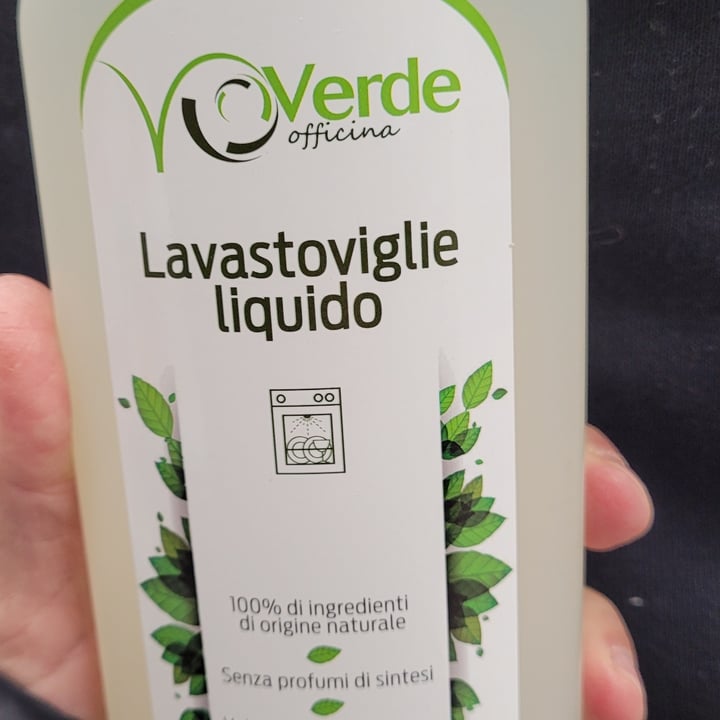 Verde
officina
Lavastoviglie
liquido
100% di ingredienti
di origine naturale
Senza profumi di sintesi